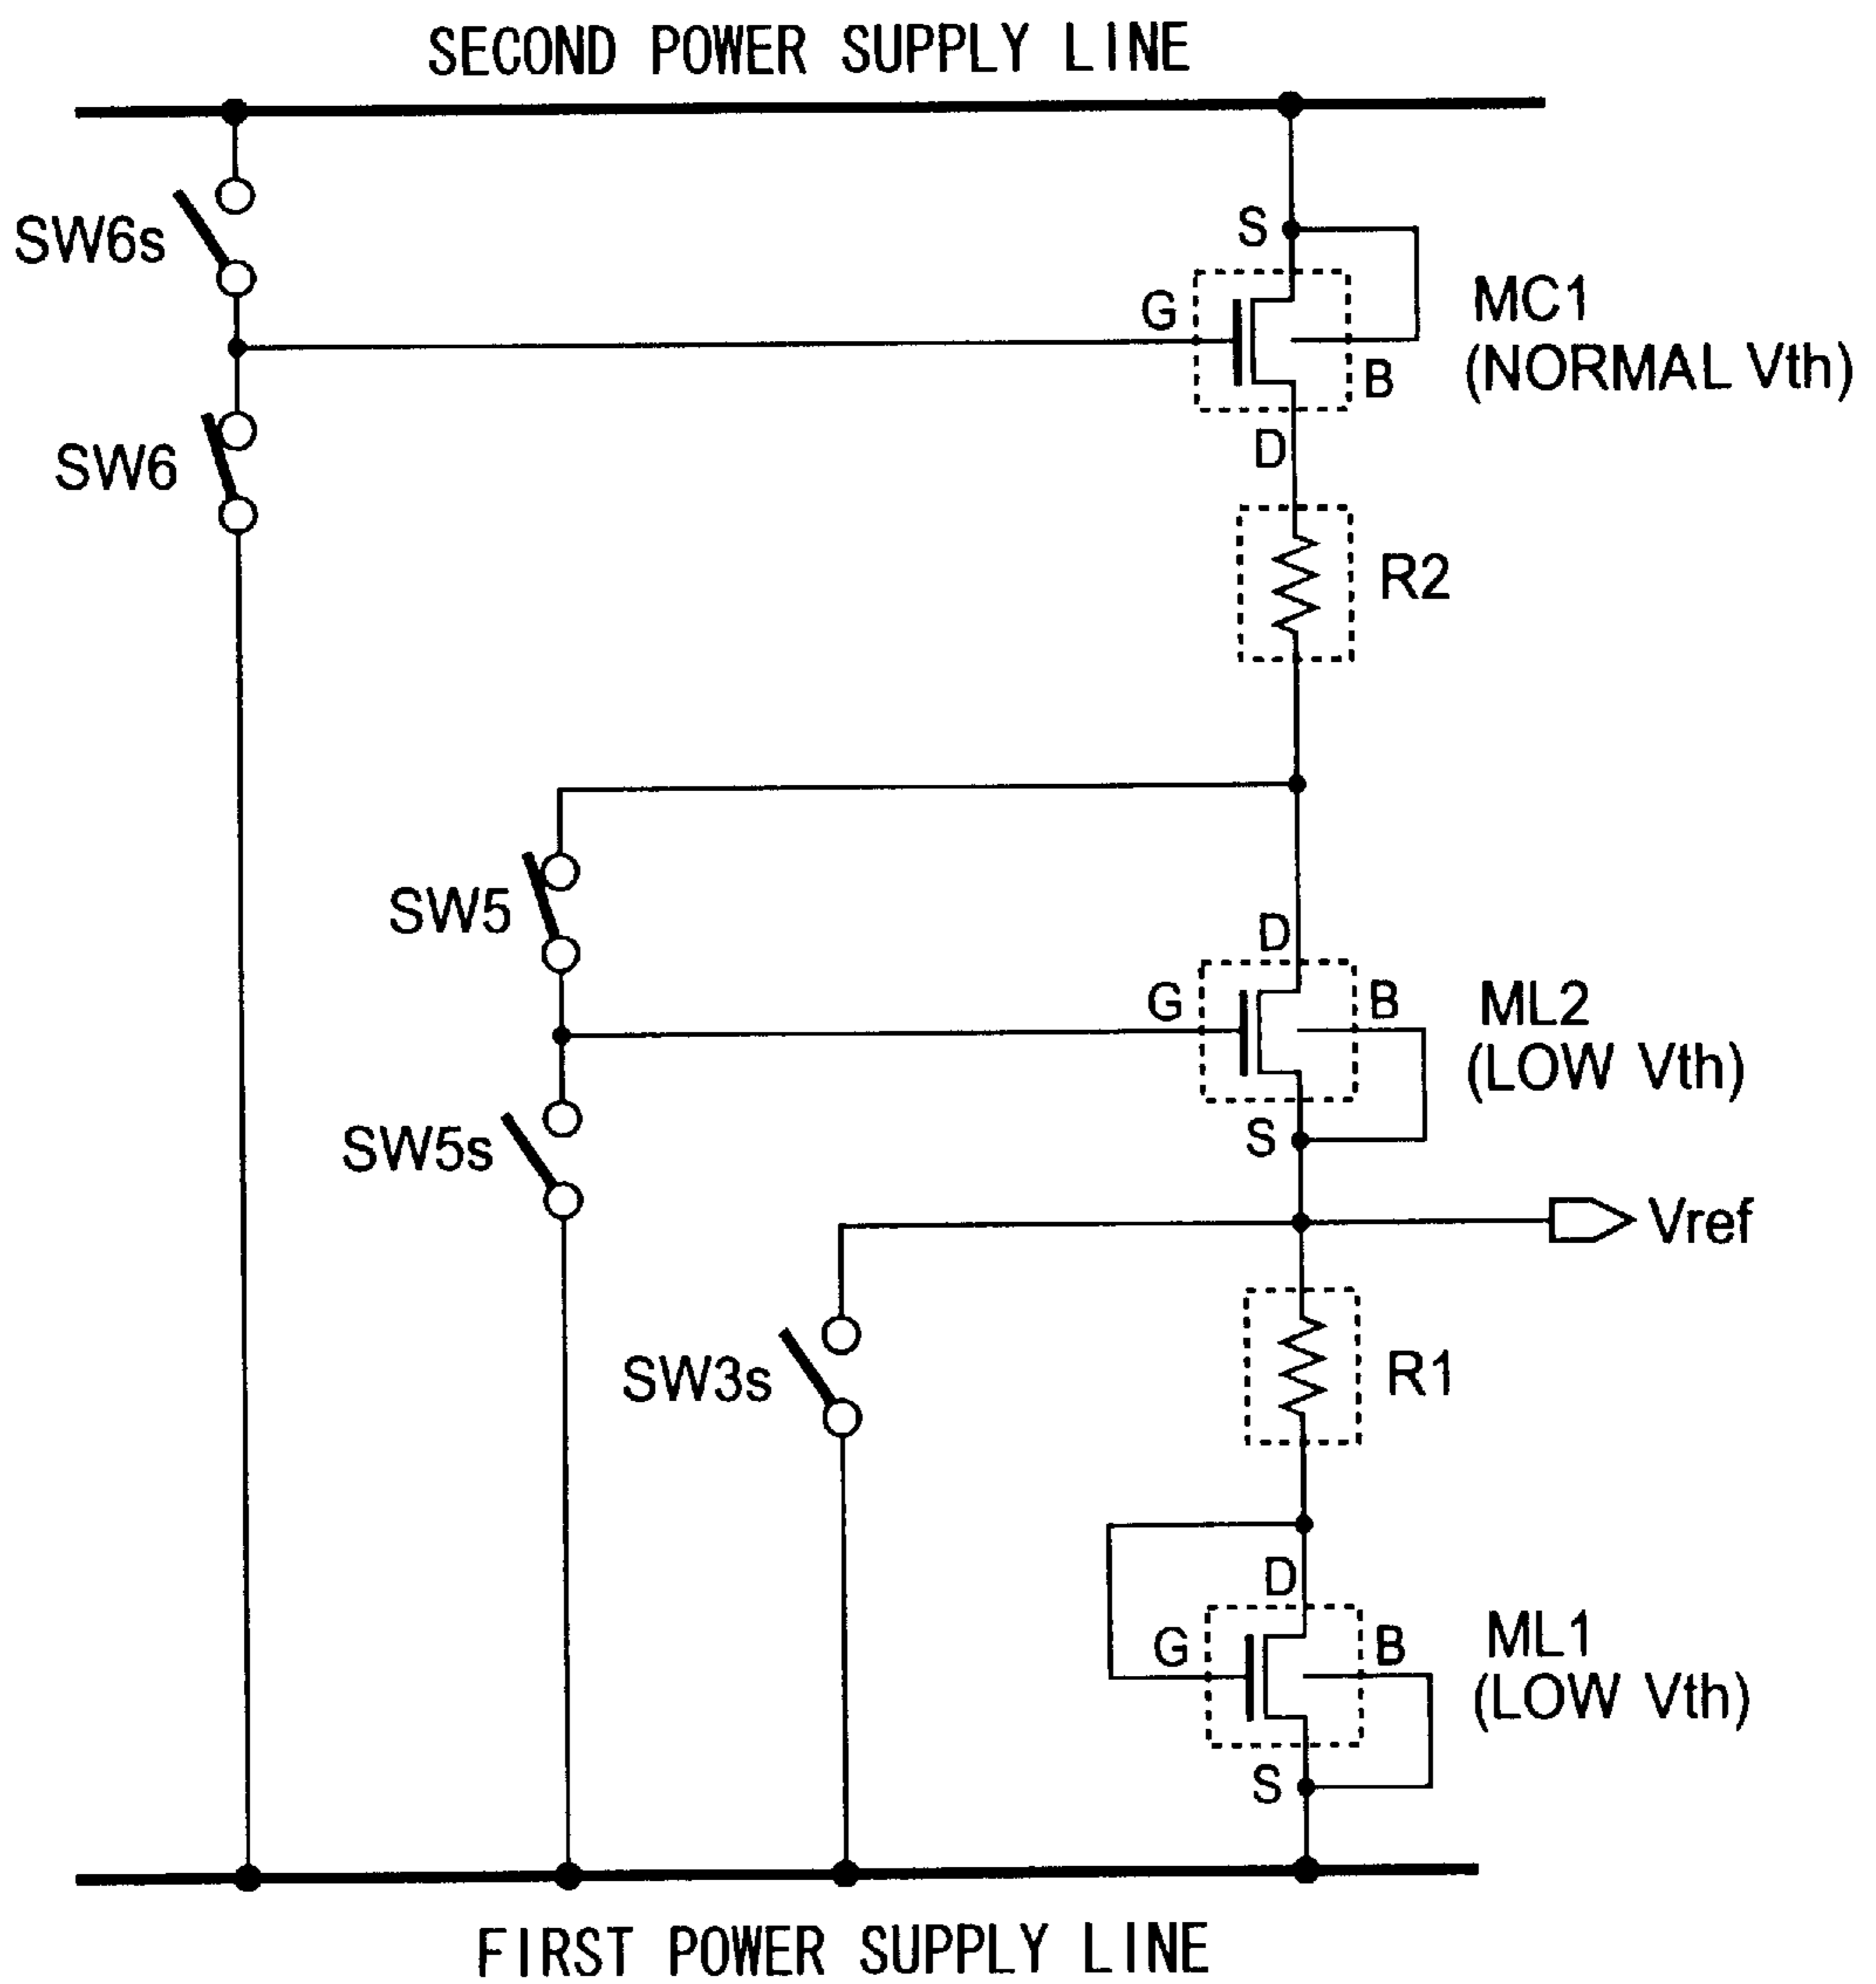 SECOND POWER SUPPLY LINE
SW6s
S
G
MC1
(NORMAL Vth)
B
D
SW6
R2
SW5
D
G
B
ML2
(LOW Vth)
S
SW5s
Vref
SW3s
R1
D
G
B
ML1
(LOW Vth)
S
FIRST POWER SUPPLY LINE